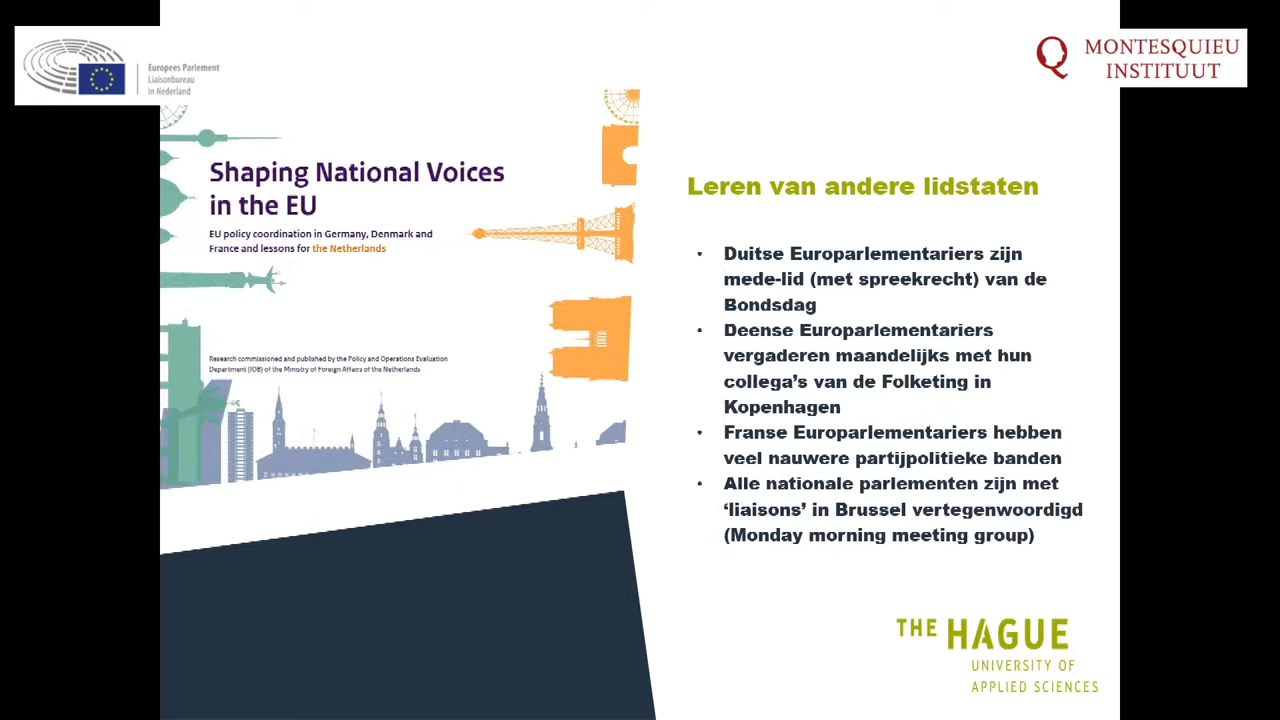 Europees Parlement
Liaisonbureau
in Nederland
MONTESQUIEU
INSTITUUT
Shaping National Voices
in the EU
EU policy coordination in Germany, Denmark and
France and lessons for the Netherlands
Research commissioned and published by the Policy and Operations Evaluation
Department (IOB) of the Ministry of Foreign Affairs of the Netherlands
Leren van andere lidstaten
• Duitse Europarlementariers zijn
mede-lid (met spreekrecht) van de
Bondsdag
• Deense Europarlementariers
vergaderen maandelijks met hun
collega’s van de Folketing in
Kopenhagen
• Franse Europarlementariers hebben
veel nauwere partijpolitieke banden
• Alle nationale parlementen zijn met
‘liaisons’ in Brussel vertegenwoordigd
(Monday morning meeting group)
THE HAGUE
UNIVERSITY OF
APPLIED SCIENCES